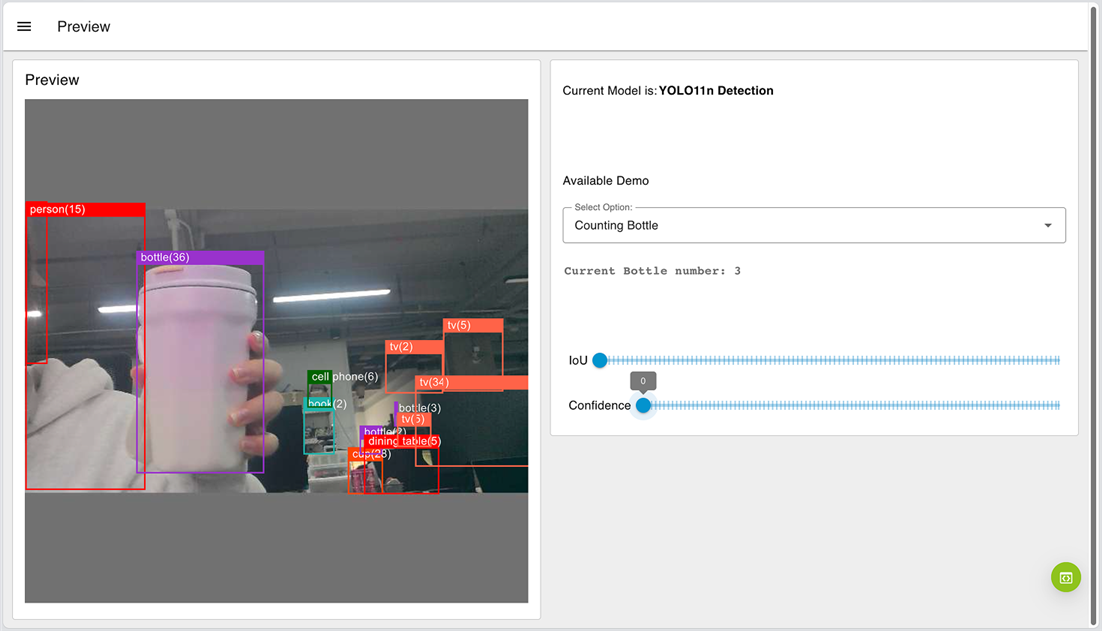 Preview
Preview
person(15)
bottle(36)
tv(5)
tv(2)
cell phone(6)
tv(34)
book(2)
bottle(3)
tv(5)
bottle(2)
dining table(5)
cup(28)
Current Model is: YOLO11n Detection
Available Demo
Select Option:
Counting Bottle
Current Bottle number: 3
IoU
0
Confidence